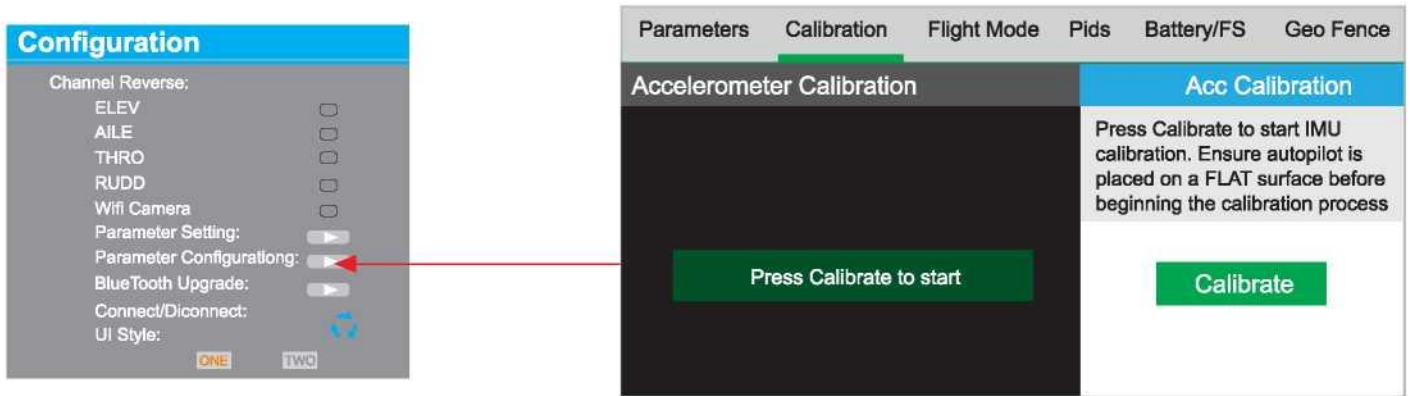 Configuration
Channel Reverse:
ELEV
AILE
THRO
RUDD
Wifi Camera
Parameter Setting:
Parameter Configurationg:
BlueTooth Upgrade:
Connect/Diconnect:
UI Style:
ONE TWO
Parameters Calibration Flight Mode Pids Battery/FS Geo Fence
Accelerometer Calibration
Press Calibrate to start
Acc Calibration
Press Calibrate to start IMU
calibration. Ensure autopilot is
placed on a FLAT surface before
beginning the calibration process
Calibrate